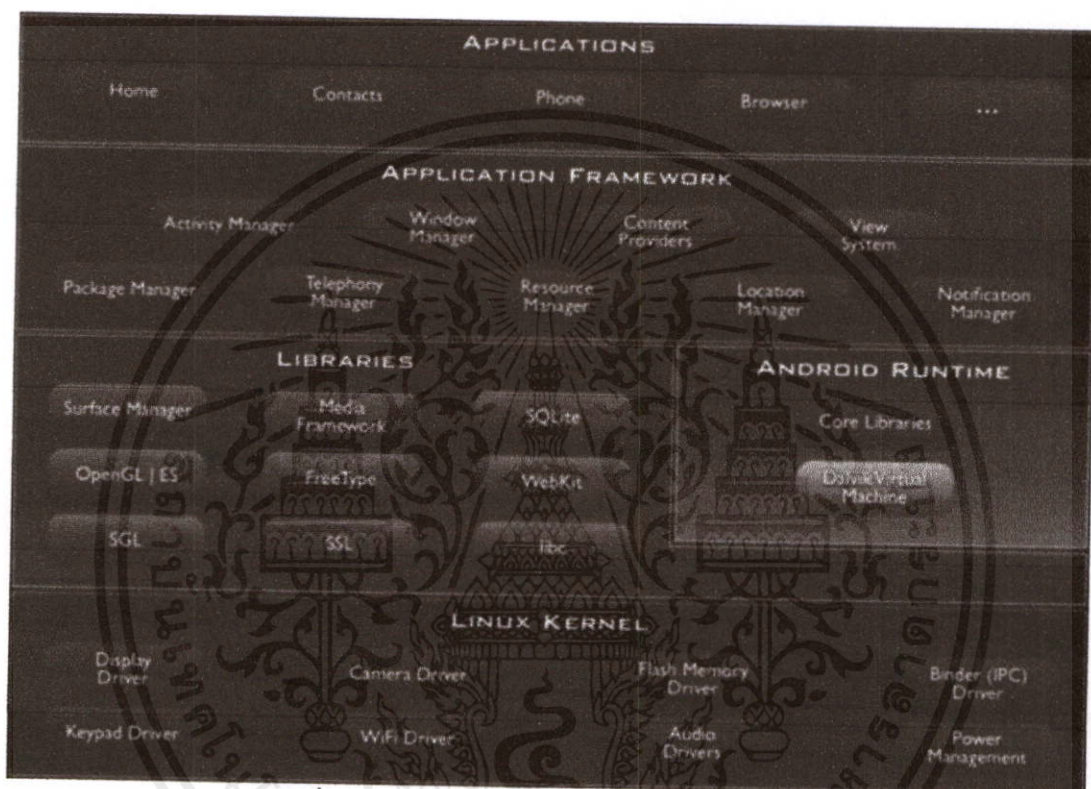 APPLICATIONS
Home Contacts Phone Browser ...
APPLICATION FRAMEWORK
Activity Manager Window Manager Content Providers View System
Package Manager Telephony Manager Resource Manager Location Manager Notification Manager
LIBRARIES
Surface Manager Media Framework SQLite
OpenGL | ES FreeType WebKit
SGL SSL libc
ANDROID RUNTIME
Core Libraries
Dalvik Virtual Machine
LINUX KERNEL
Display Driver Camera Driver Flash Memory Driver Binder (IPC) Driver
Keypad Driver WiFi Driver Audio Drivers Power Management